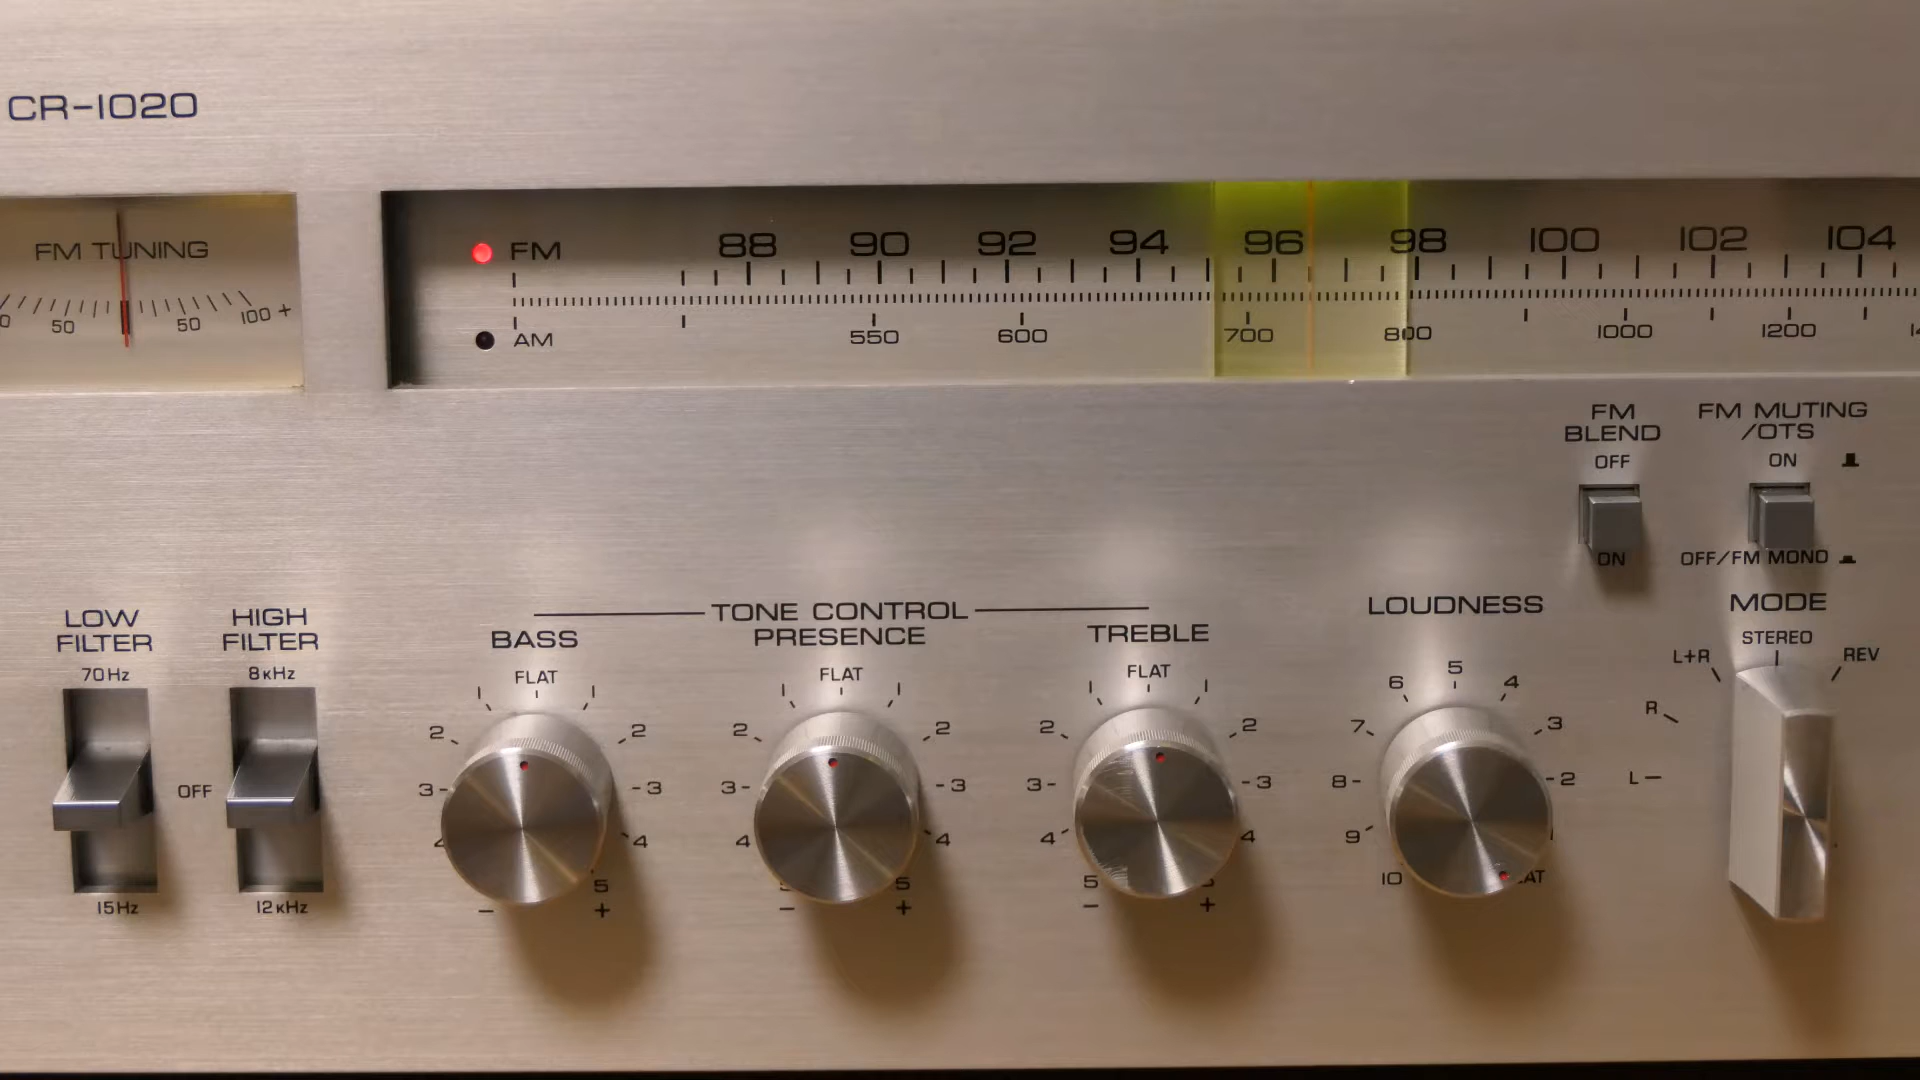 CR-1020
FM TUNING
50 50 100 +
FM 88 90 92 94 96 98 100 102 104
AM 550 600 700 800 1000 1200
FM BLEND
OFF
ON
FM MUTING
/OTS
ON
OFF/FM MONO
LOW
FILTER
70Hz
15Hz
OFF
HIGH
FILTER
8kHz
12kHz
TONE CONTROL
BASS
FLAT
2 2
3 3
4
5
- +
PRESENCE
FLAT
2 2
3 3
4 4
5
- +
TREBLE
FLAT
2 2
3 3
4 4
5
- +
LOUDNESS
5
6 4
7 3
8 2
9
10
MODE
STEREO
L+R REV
R
L